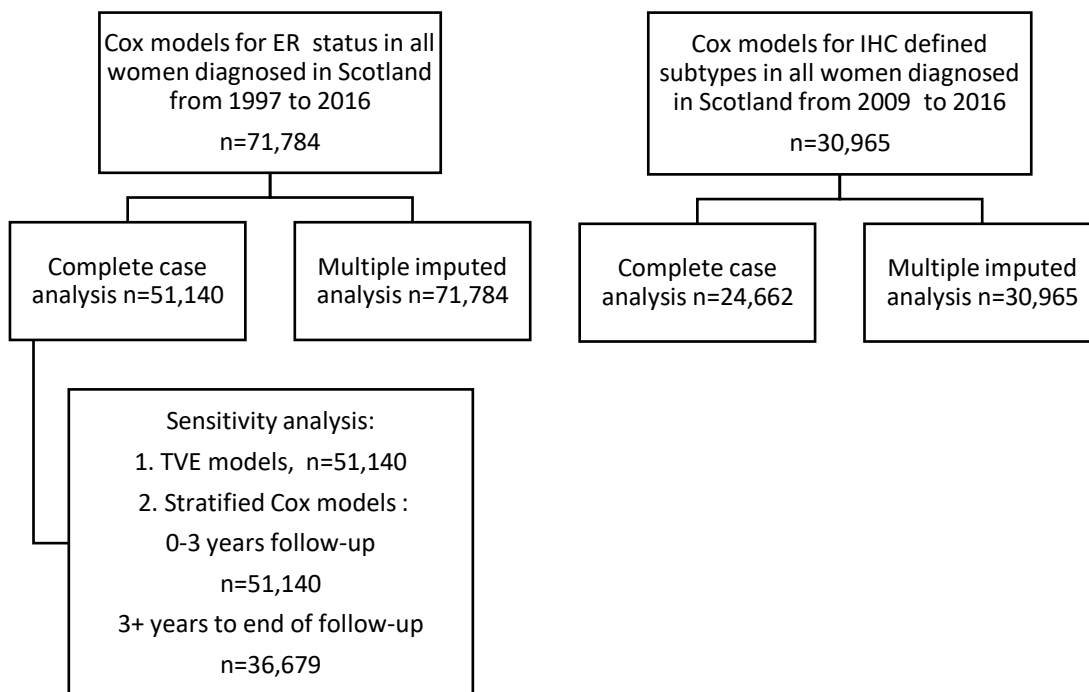 Cox models for ER status in all
women diagnosed in Scotland
from 1997 to 2016
n=71,784
Cox models for IHC defined
subtypes in all women diagnosed
in Scotland from 2009 to 2016
n=30,965
Complete case
analysis n=51,140
Multiple imputed
analysis n=71,784
Complete case
analysis n=24,662
Multiple imputed
analysis n=30,965
Sensitivity analysis:
1. TVE models, n=51,140
2. Stratified Cox models :
0-3 years follow-up
n=51,140
3+ years to end of follow-up
n=36,679